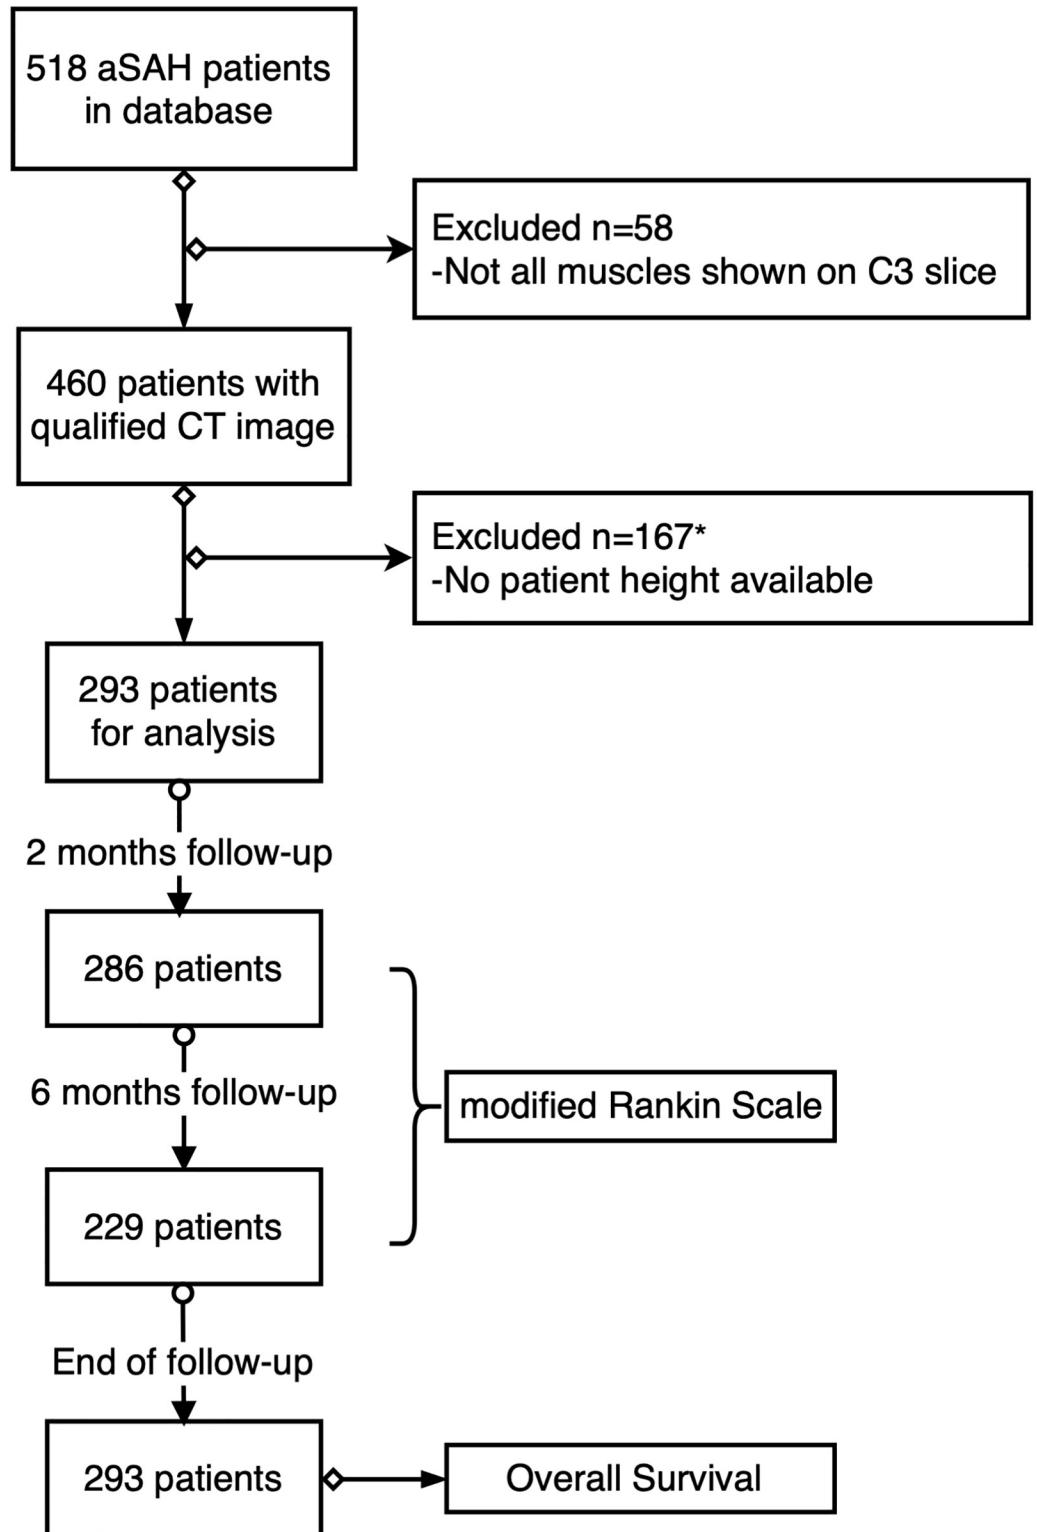 518 aSAH patients
in database
Excluded n=58
-Not all muscles shown on C3 slice
460 patients with
qualified CT image
Excluded n=167*
-No patient height available
293 patients
for analysis
2 months follow-up
286 patients
6 months follow-up
modified Rankin Scale
229 patients
End of follow-up
293 patients
Overall Survival